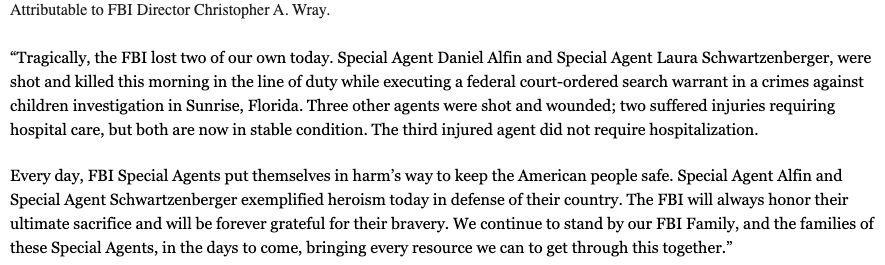 Attributable to FBI Director Christopher A. Wray.
“Tragically, the FBI lost two of our own today. Special Agent Daniel Alfin and Special Agent Laura Schwartzenberger, were
shot and killed this morning in the line of duty while executing a federal court-ordered search warrant in a crimes against
children investigation in Sunrise, Florida. Three other agents were shot and wounded; two suffered injuries requiring
hospital care, but both are now in stable condition. The third injured agent did not require hospitalization.
Every day, FBI Special Agents put themselves in harm’s way to keep the American people safe. Special Agent Alfin and
Special Agent Schwartzenberger exemplified heroism today in defense of their country. The FBI will always honor their
ultimate sacrifice and will be forever grateful for their bravery. We continue to stand by our FBI Family, and the families of
these Special Agents, in the days to come, bringing every resource we can to get through this together.”